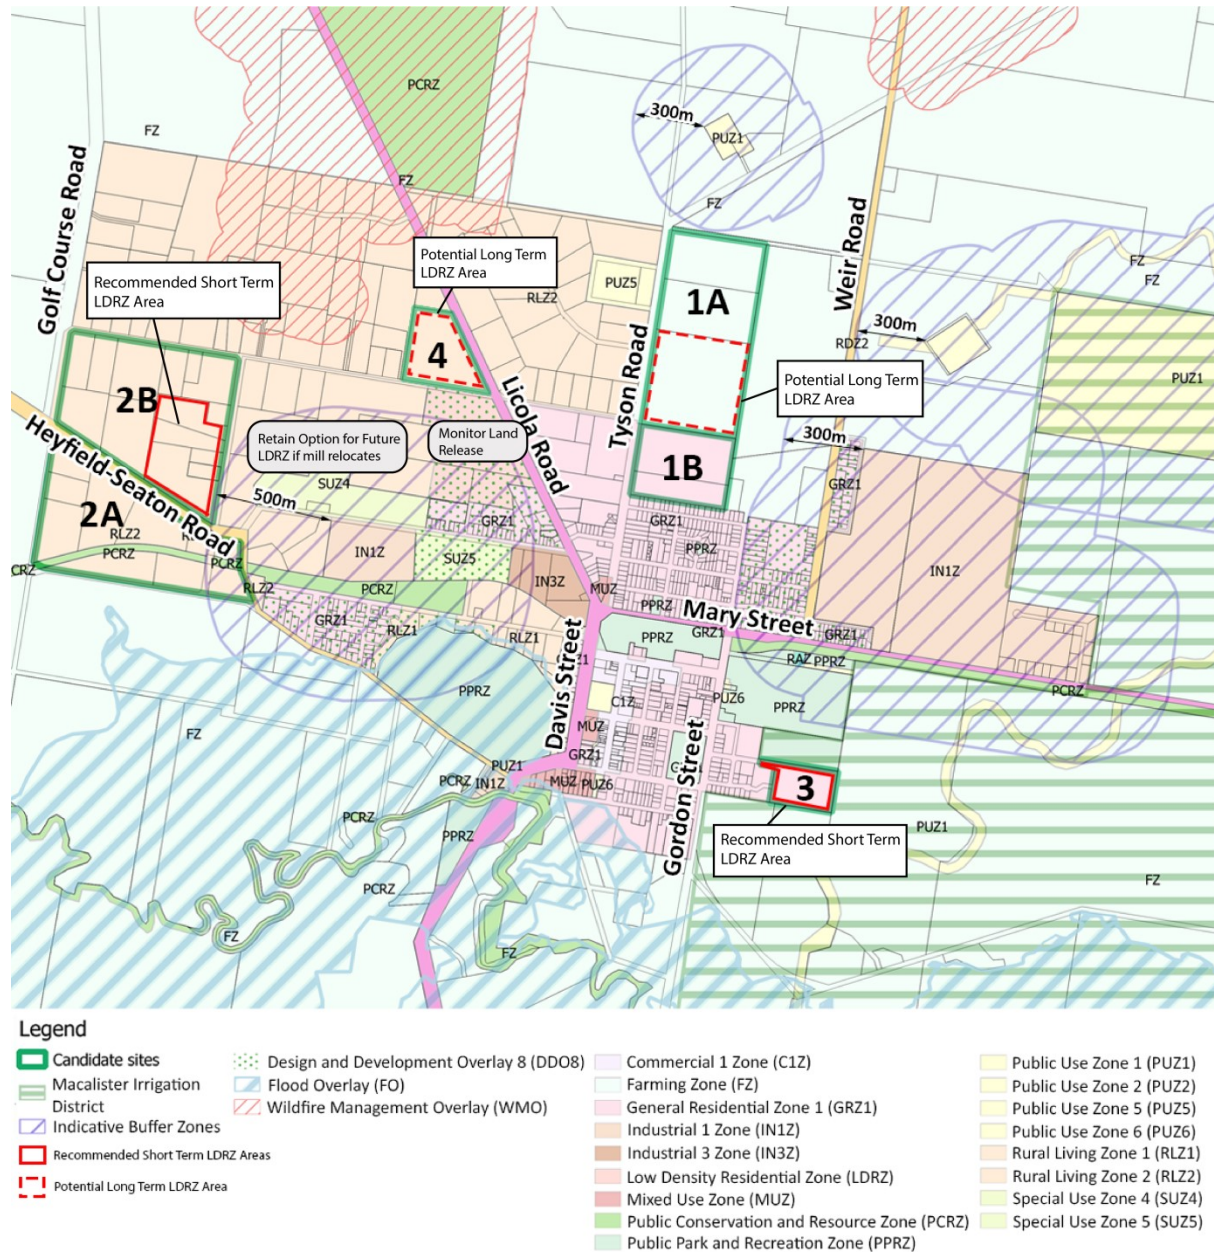 PCRZ
300m
PUZ1
FZ
FZ
FZ
Golf Course Road
Potential Long Term
LDRZ Area
Recommended Short Term
LDRZ Area
PUZ5
RLZ2
1A
Weir Road
FZ
FZ
300m
RDZ2
PUZ1
4
Licola Road
Tyson Road
Potential Long Term
LDRZ Area
2B
Heyfield-Seaton Road
Retain Option for Future
LDRZ if mill relocates
Monitor Land
Release
300m
1B
SUZ4
500m
GRZ1
2A
RLZ2
PCRZ
CRZ
PCRZ
RLZ2
GRZ1
IN1Z
SUZ5
IN3Z
GRZ1
PPRZ
IN1Z
PCRZ
MUZ
PPRZ
Mary Street
GRZ1
RLZ1
RLZ1
PPRZ
GRZ1
GRZ1
RAZ
PPRZ
PCRZ
Davis Street
PPRZ
C1Z
PUZ6
PPRZ
MUZ
FZ
GRZ1
PUZ1
PCRZ
IN1Z
MUZ
PUZ6
Gordon Street
3
PCRZ
PPRZ
PUZ1
Recommended Short Term
LDRZ Area
PCRZ
FZ
FZ
FZ
Legend
Candidate sites
Macalister Irrigation
District
Indicative Buffer Zones
Recommended Short Term LDRZ Areas
Potential Long Term LDRZ Area
Design and Development Overlay 8 (DDO8)
Flood Overlay (FO)
Wildfire Management Overlay (WMO)
Commercial 1 Zone (C1Z)
Farming Zone (FZ)
General Residential Zone 1 (GRZ1)
Industrial 1 Zone (IN1Z)
Industrial 3 Zone (IN3Z)
Low Density Residential Zone (LDRZ)
Mixed Use Zone (MUZ)
Public Conservation and Resource Zone (PCRZ)
Public Park and Recreation Zone (PPRZ)
Public Use Zone 1 (PUZ1)
Public Use Zone 2 (PUZ2)
Public Use Zone 5 (PUZ5)
Public Use Zone 6 (PUZ6)
Rural Living Zone 1 (RLZ1)
Rural Living Zone 2 (RLZ2)
Special Use Zone 4 (SUZ4)
Special Use Zone 5 (SUZ5)